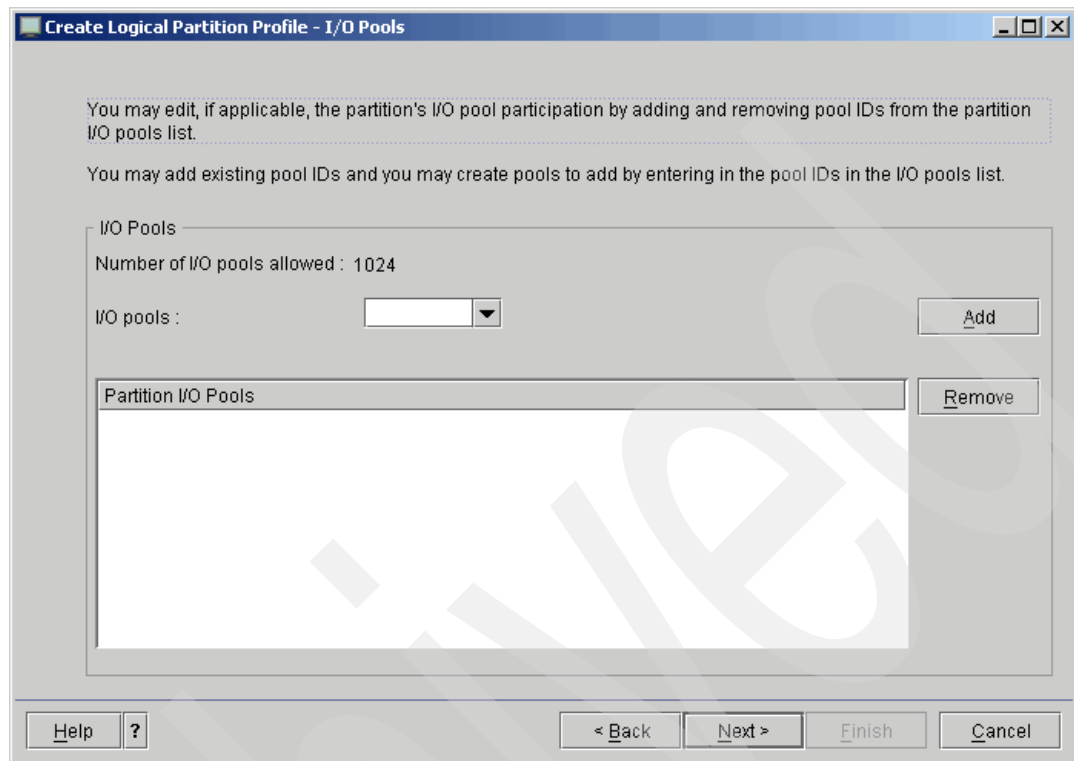 Create Logical Partition Profile - I/O Pools
You may edit, if applicable, the partition's I/O pool participation by adding and removing pool IDs from the partition
I/O pools list.
You may add existing pool IDs and you may create pools to add by entering in the pool IDs in the I/O pools list.
I/O Pools
Number of I/O pools allowed : 1024
I/O pools :
Add
Partition I/O Pools
Remove
Help ? < Back Next > Finish Cancel